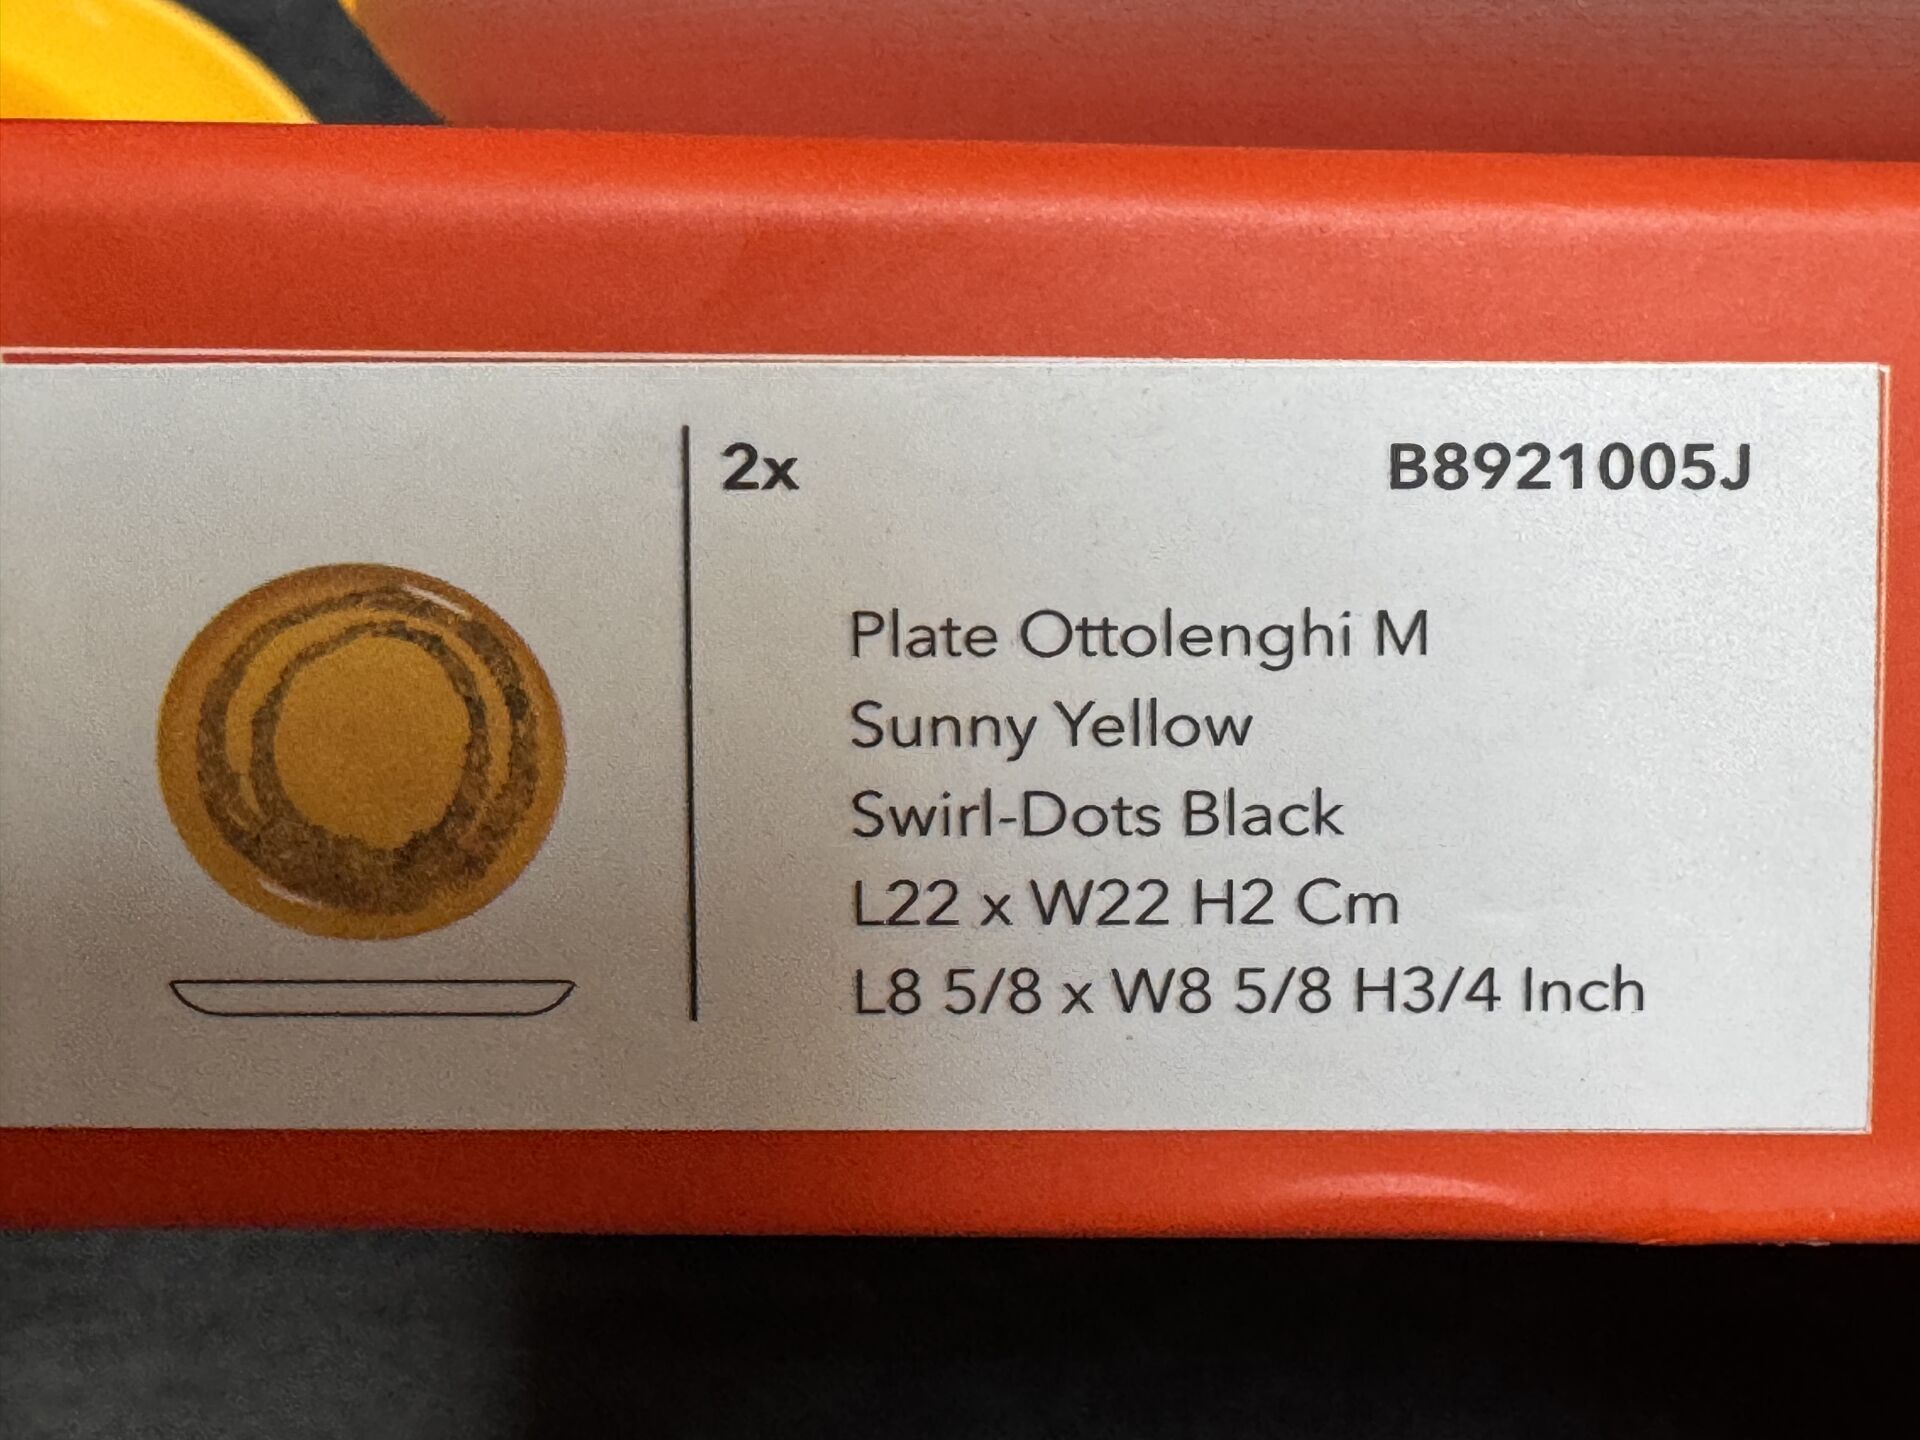 2x B8921005J
Plate Ottolenghi M
Sunny Yellow
Swirl-Dots Black
L22 x W22 H2 Cm
L8 5/8 x W8 5/8 H3/4 Inch